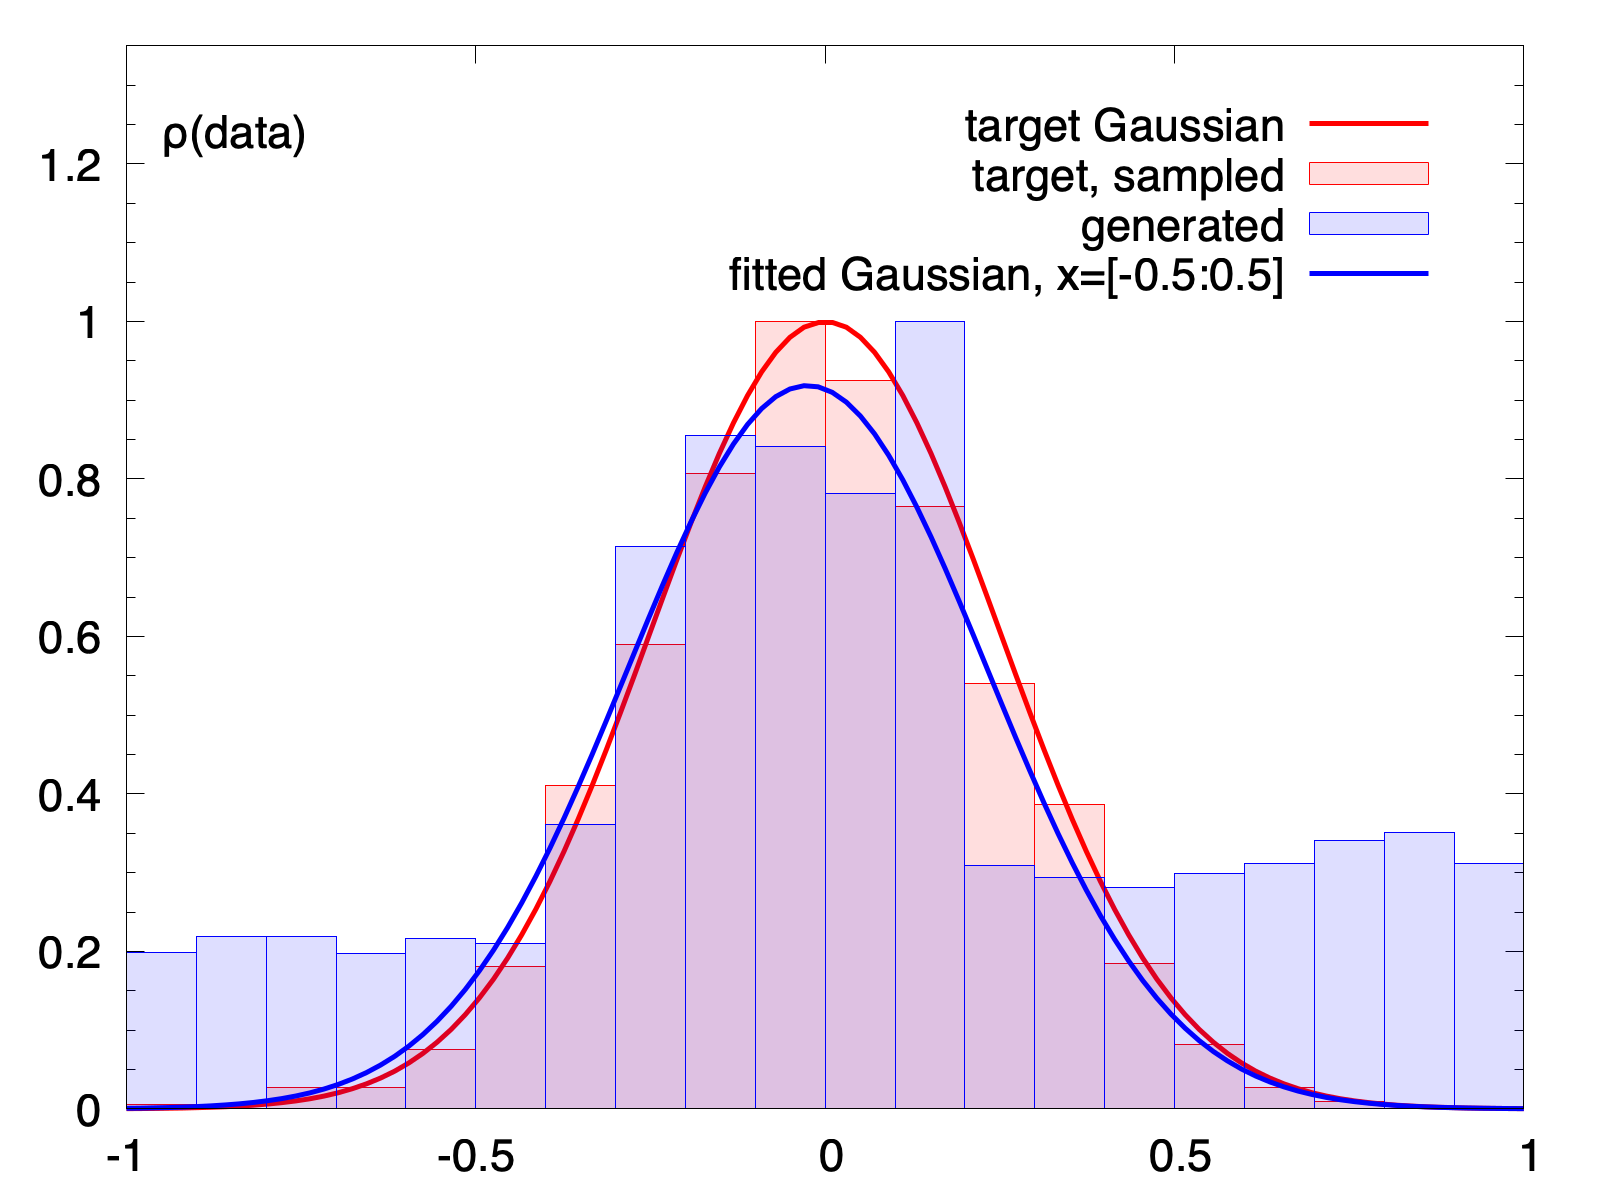 ρ(data)
target Gaussian
target, sampled
generated
fitted Gaussian, x=[-0.5:0.5]
1.2
1
0.8
0.6
0.4
0.2
0
-1 -0.5 0 0.5 1